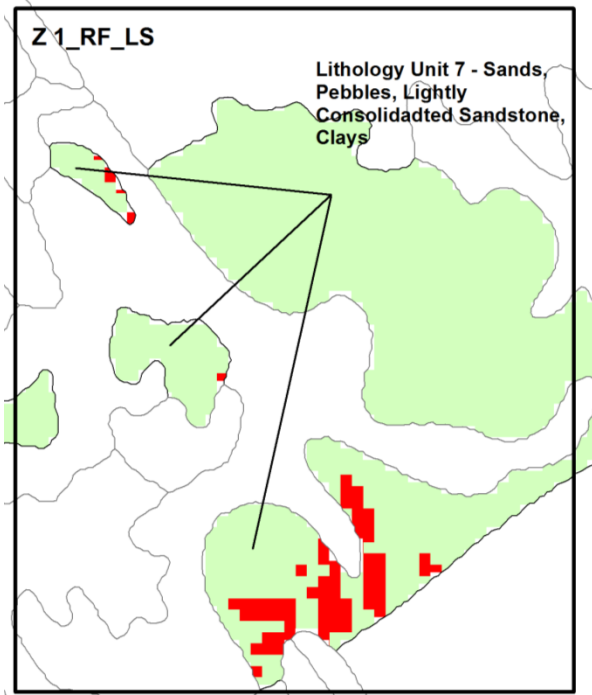 Z 1_RF_LS
Lithology Unit 7 - Sands,
Pebbles, Lightly
Consolidadted Sandstone,
Clays